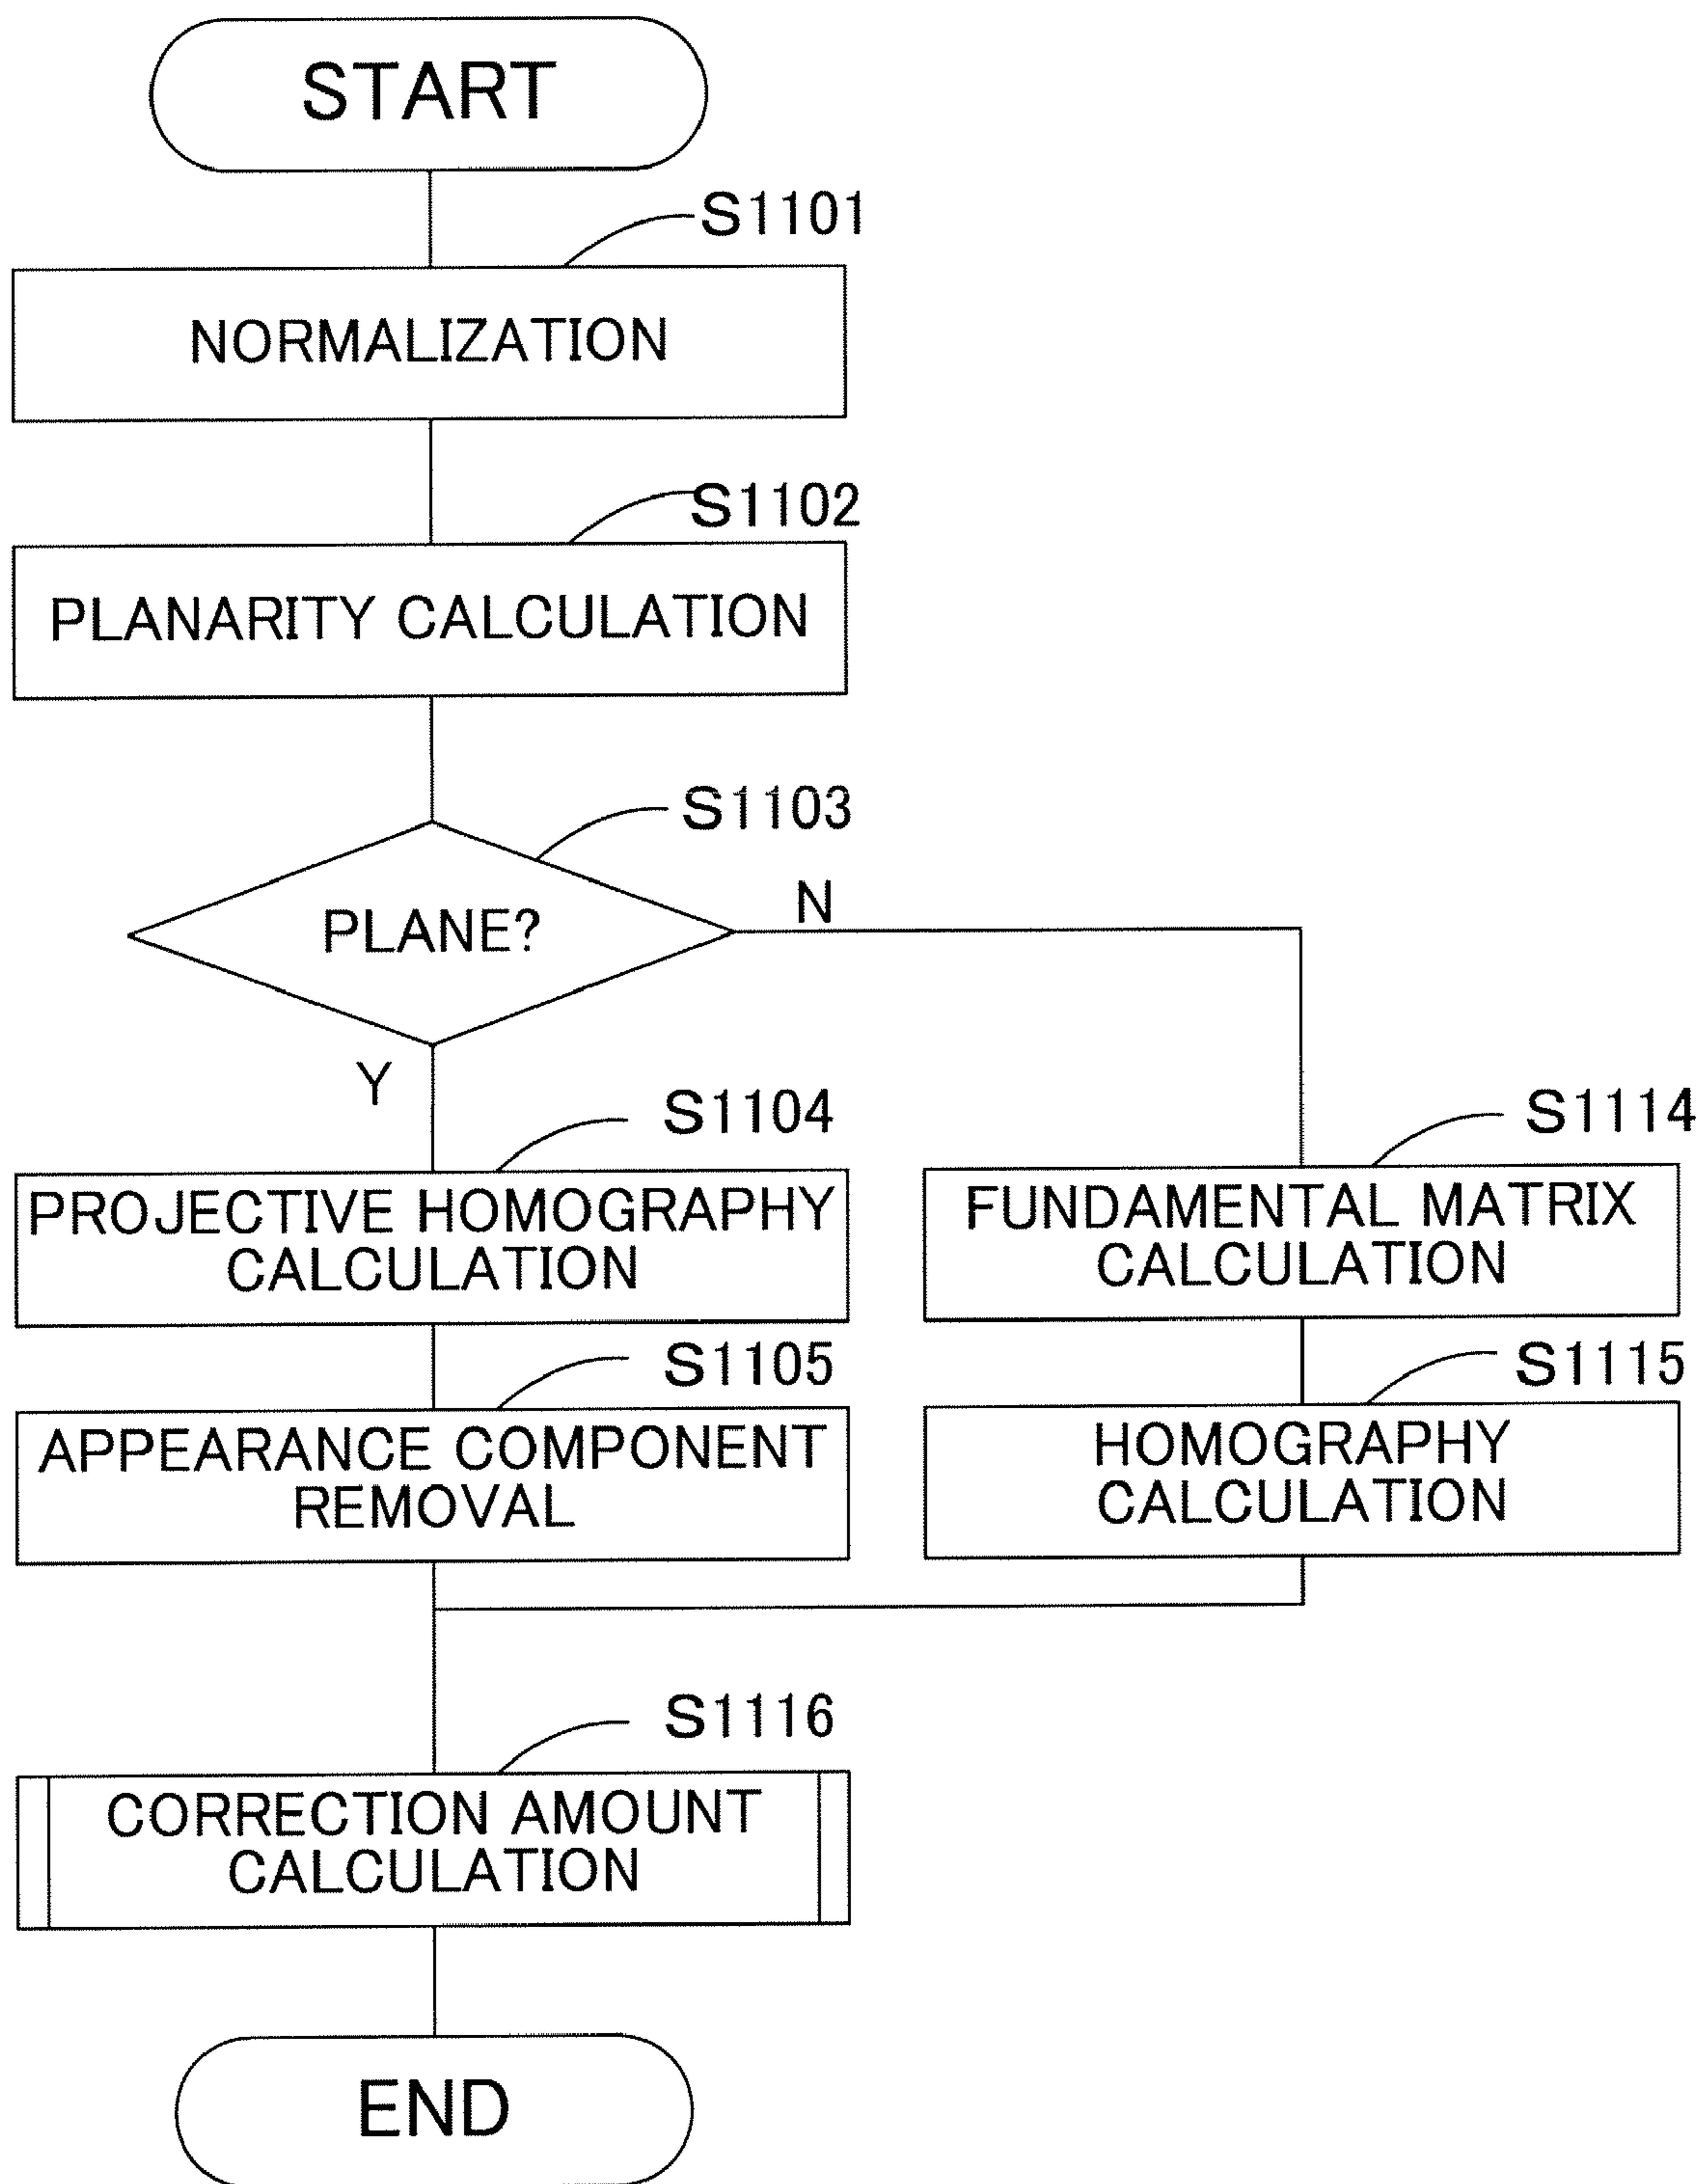 START
S1101
NORMALIZATION
S1102
PLANARITY CALCULATION
S1103
PLANE?
N
Y
S1104
PROJECTIVE HOMOGRAPHY
CALCULATION
S1114
FUNDAMENTAL MATRIX
CALCULATION
S1105
APPEARANCE COMPONENT
REMOVAL
S1115
HOMOGRAPHY
CALCULATION
S1116
CORRECTION AMOUNT
CALCULATION
END